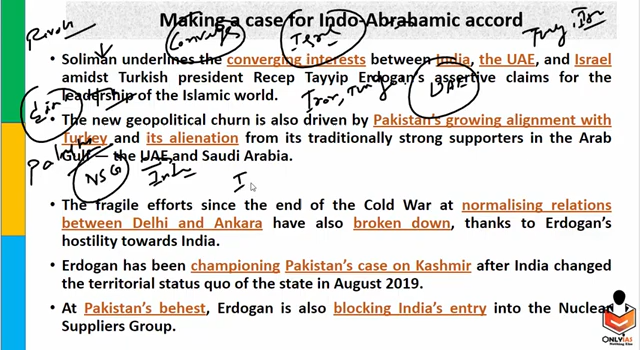 Making a case for Indo-Abrahamic accord
• Soliman underlines the converging interests between India, the UAE, and Israel
amidst Turkish president Recep Tayyip Erdogan's assertive claims for the
leadership of the Islamic world.
UAE
• The new geopolitical churn is also driven by Pakistan's growing alignment with
Turkey and its alienation from its traditionally strong supporters in the Arab
Gulf — the UAE and Saudi Arabia.
NSG
I
• The fragile efforts since the end of the Cold War at normalising relations
between Delhi and Ankara have also broken down, thanks to Erdogan's
hostility towards India.
• Erdogan has been championing Pakistan's case on Kashmir after India changed
the territorial status quo of the state in August 2019.
• At Pakistan's behest, Erdogan is also blocking India's entry into the Nuclear
Suppliers Group.
ONLYIAS